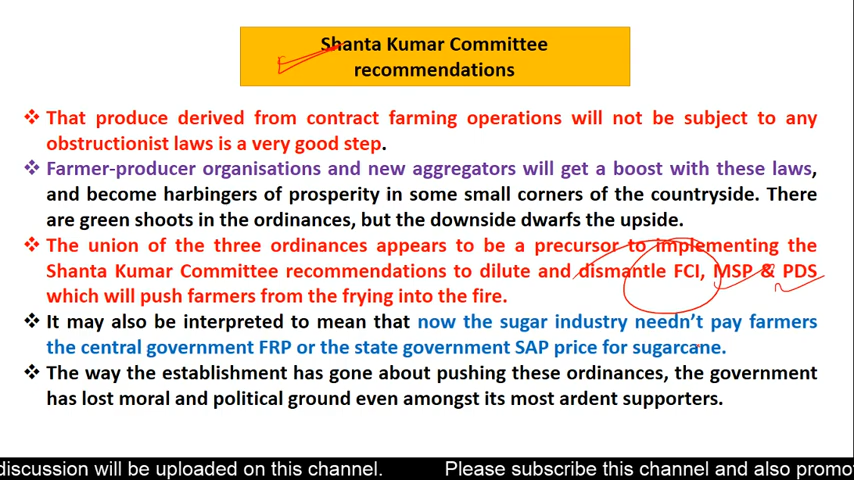 Shanta Kumar Committee
recommendations
❖ That produce derived from contract farming operations will not be subject to any
obstructionist laws is a very good step.
❖ Farmer-producer organisations and new aggregators will get a boost with these laws,
and become harbingers of prosperity in some small corners of the countryside. There
are green shoots in the ordinances, but the downside dwarfs the upside.
❖ The union of the three ordinances appears to be a precursor to implementing the
Shanta Kumar Committee recommendations to dilute and dismantle FCI, MSP & PDS
which will push farmers from the frying into the fire.
❖ It may also be interpreted to mean that now the sugar industry needn't pay farmers
the central government FRP or the state government SAP price for sugarcane.
❖ The way the establishment has gone about pushing these ordinances, the government
has lost moral and political ground even amongst its most ardent supporters.
discussion will be uploaded on this channel. Please subscribe this channel and also promo